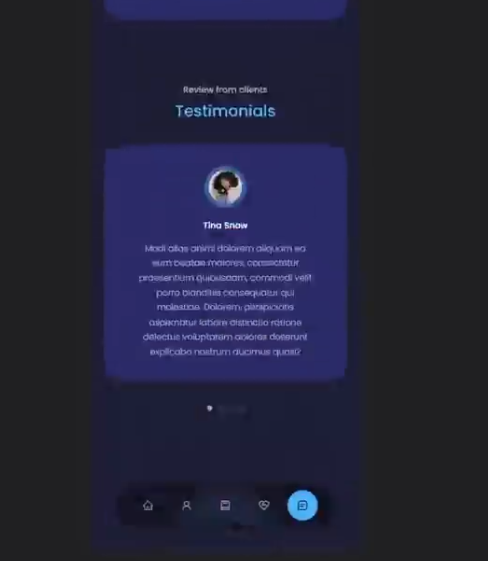 Review from clients
Testimonials
Tina Snow
Modi alias animi dolorem aliquam ea
eum beatae maiores, consectetur
praesentium quibusdam, commodi velit
porro blanditiis consequatur qui
molestiae. Dolorem, perspiciatis
aspernatur labore distinctio ratione
delectus voluptatem dolores deserunt
explicabo nostrum ducimus quasi?